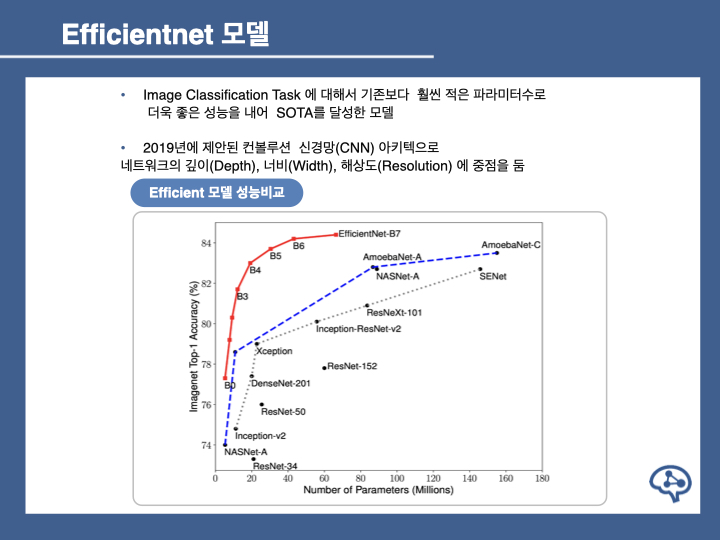 Efficientnet 모델
• Image Classification Task 에 대해서 기존보다 훨씬 적은 파라미터수로
더욱 좋은 성능을 내어 SOTA를 달성한 모델
• 2019년에 제안된 컨볼루션 신경망(CNN) 아키텍으로
네트워크의 깊이(Depth), 너비(Width), 해상도(Resolution) 에 중점을 둠
Efficient 모델 성능비교
Imagenet Top-1 Accuracy (%)
84
82
80
78
76
74
EfficientNet-B7
B6
B5
B4
B3
B0
AmoebaNet-C
AmoebaNet-A
NASNet-A
SENet
ResNeXt-101
Inception-ResNet-v2
Xception
ResNet-152
DenseNet-201
ResNet-50
Inception-v2
NASNet-A
ResNet-34
0 20 40 60 80 100 120 140 160 180
Number of Parameters (Millions)